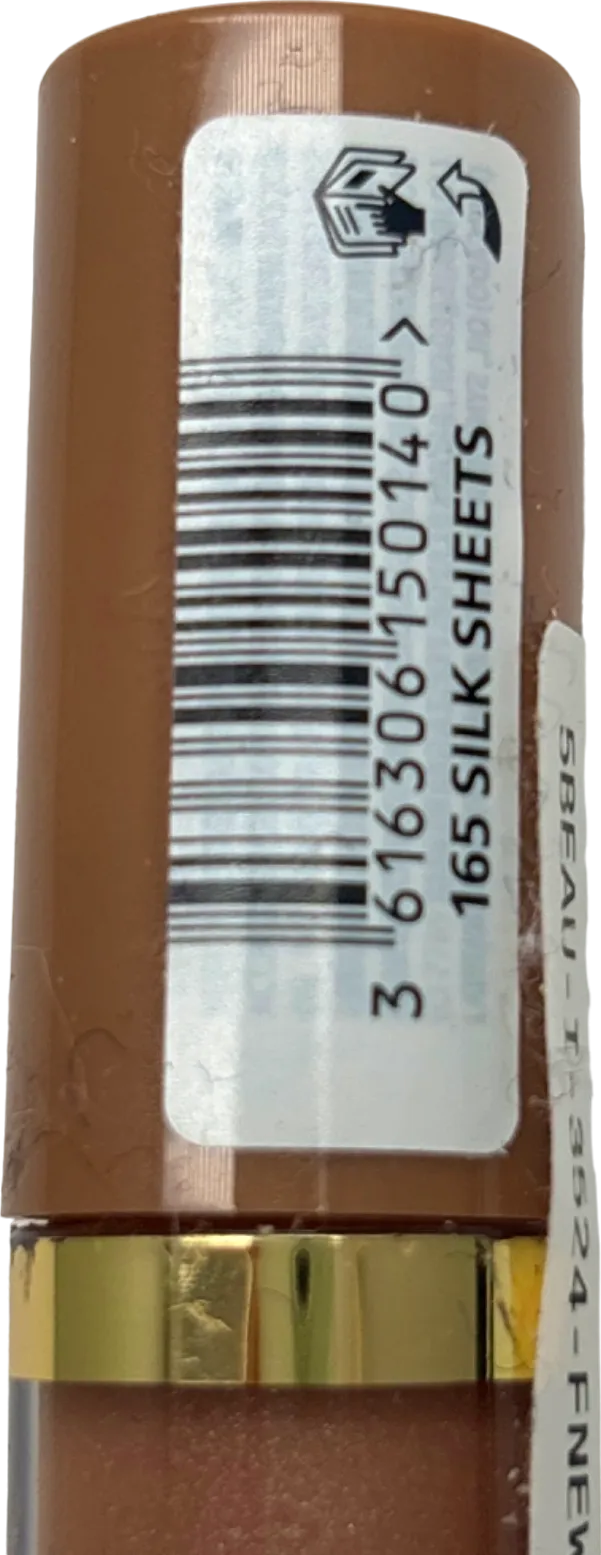 3 616306 150140 >
165 SILK SHEETS
5BEAU-T-3524-FNEW